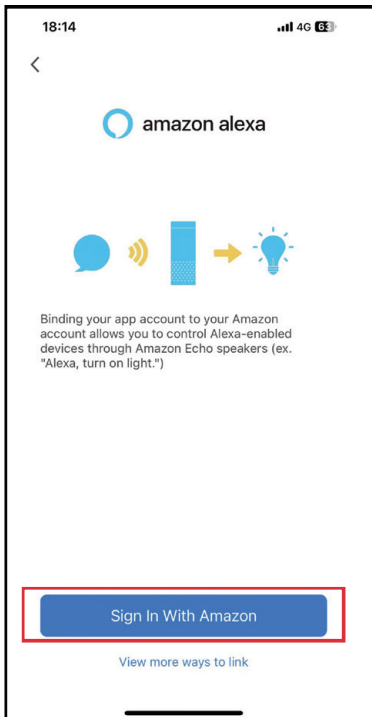 18:14 4G 63
amazon alexa
Binding your app account to your Amazon
account allows you to control Alexa-enabled
devices through Amazon Echo speakers (ex.
"Alexa, turn on light.")
Sign In With Amazon
View more ways to link